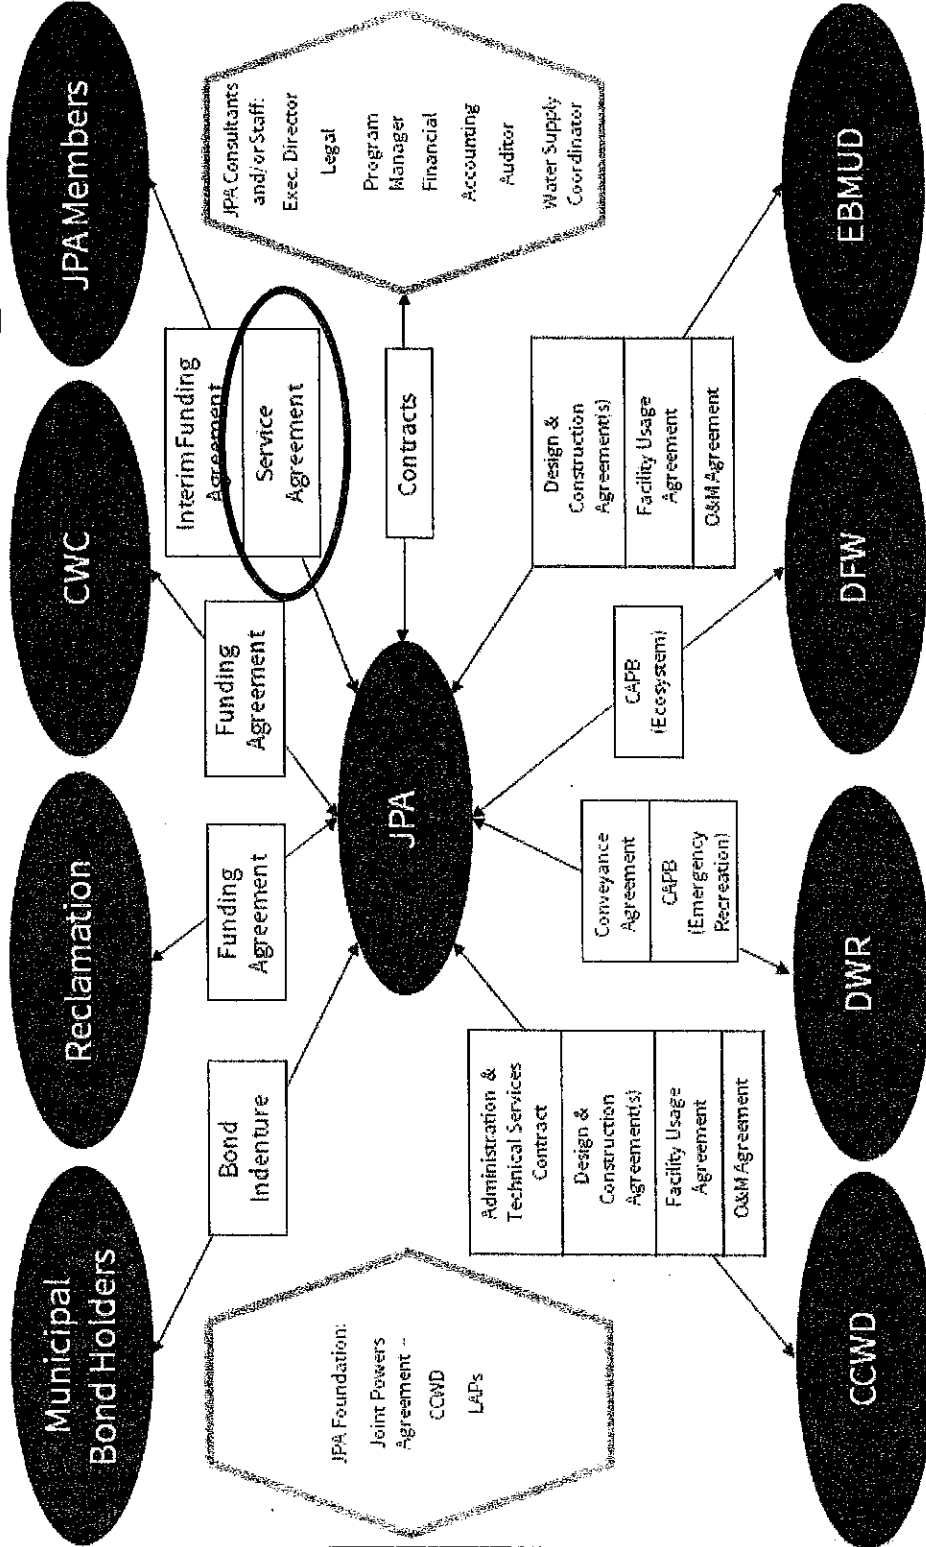 Municipal
Bond Holders
Reclamation
CWC
JPA Members
Bond
Indenture
Funding
Agreement
Funding
Agreement
Interim Funding
Agreement
Service
Agreement
JPA Foundation:
Joint Powers
Agreement –
CCWD
LAPs
JPA
Contracts
JPA Consultants
and/or Staff:
Exec. Director
Legal
Program
Manager
Financial
Accounting
Auditor
Water Supply
Coordinator
Administration &
Technical Services
Contract
Design &
Construction
Agreement(s)
Facility Usage
Agreement
O&M Agreement
Conveyance
Agreement
CAPB
(Emergency
Recreation)
CAPB
(Ecosystem)
Design &
Construction
Agreement(s)
Facility Usage
Agreement
O&M Agreement
CCWD
DWR
DFW
EBMUD